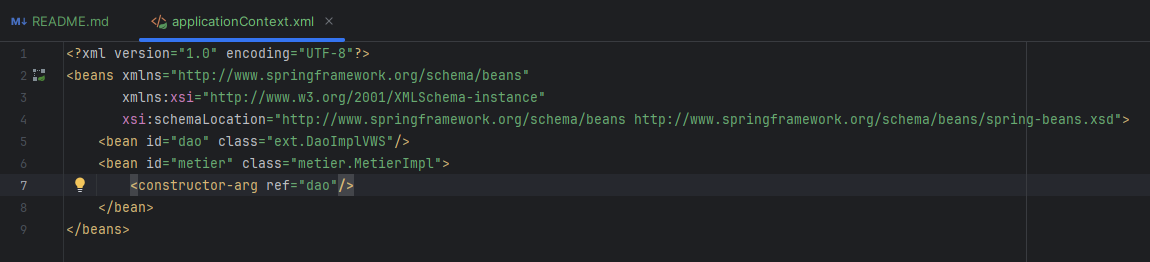 M↓ README.md applicationContext.xml ×
1 <?xml version="1.0" encoding="UTF-8"?>
2 <beans xmlns="http://www.springframework.org/schema/beans"
3 xmlns:xsi="http://www.w3.org/2001/XMLSchema-instance"
4 xsi:schemaLocation="http://www.springframework.org/schema/beans http://www.springframework.org/schema/beans/spring-beans.xsd">
5 <bean id="dao" class="ext.DaoImplVWS"/>
6 <bean id="metier" class="metier.MetierImpl">
7 <constructor-arg ref="dao"/>
8 </bean>
9 </beans>